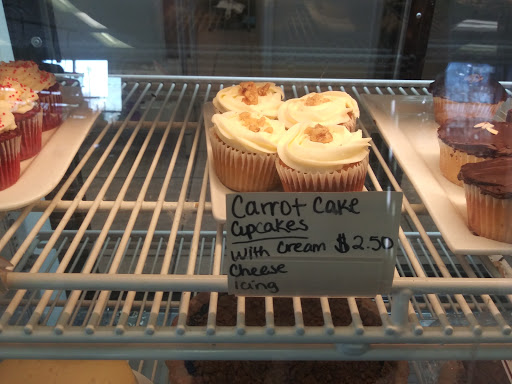 Carrot Cake
Cupcakes
With Cream $2.50
Cheese
icing